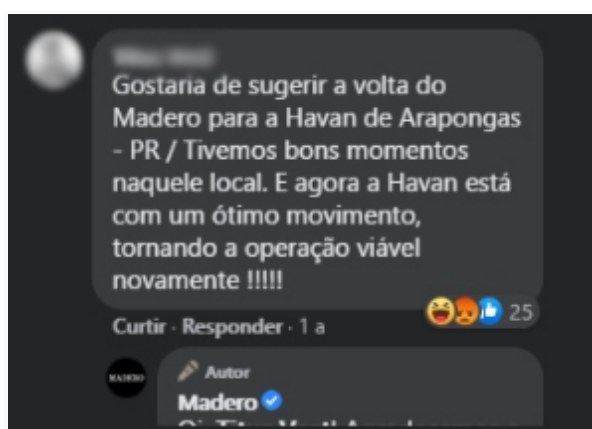 Gostaria de sugerir a volta do
Madero para a Havan de Arapongas
- PR / Tivemos bons momentos
naquele local. E agora a Havan está
com um ótimo movimento,
tornando a operação viável
novamente !!!!!
25
Curtir · Responder · 1 a
MADERO
Autor
Madero